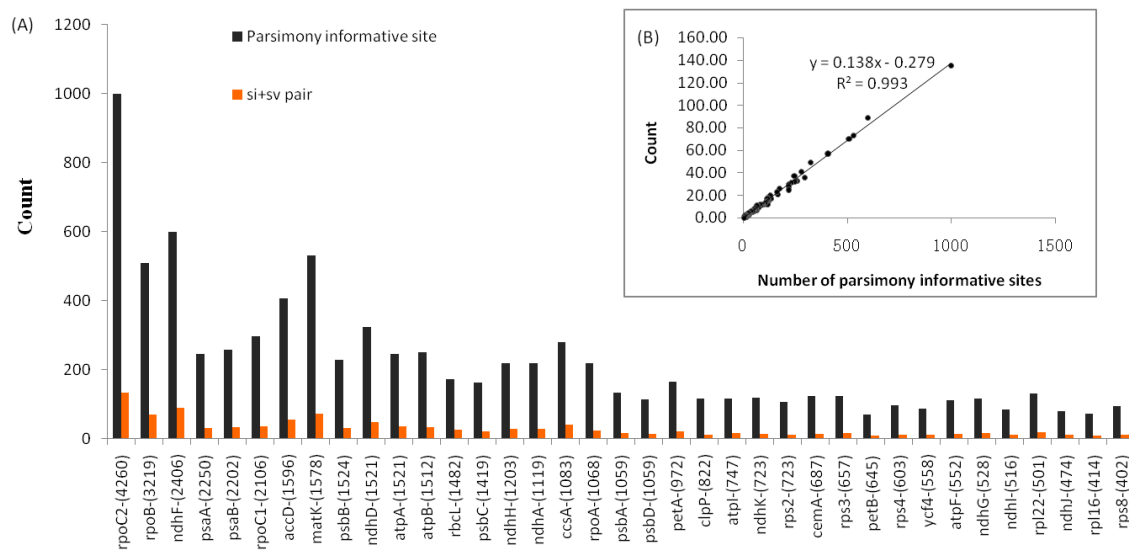 (A)
1200
1000
800
600
400
200
0
Count
Parsimony informative site
si+sv pair
(B)
160.00
140.00
120.00
100.00
80.00
60.00
40.00
20.00
0.00
Count
y = 0.138x - 0.279
R² = 0.993
0
500
1000
1500
Number of parsimony informative sites
rpoC2-(4260)
rpoB-(3219)
ndhF-(2406)
psaA-(2250)
psaB-(2202)
rpoC1-(2106)
accD-(1596)
matK-(1578)
psbB-(1524)
ndhD-(1521)
atpA-(1521)
atpB-(1512)
rbcL-(1482)
psbC-(1419)
ndhH-(1203)
ndhA-(1119)
ccsA-(1083)
rpoA-(1068)
psbA-(1059)
psbD-(1059)
petA-(972)
clpP-(822)
atpI-(747)
ndhK-(723)
rps2-(723)
cemA-(687)
rps3-(657)
petB-(645)
rps4-(603)
ycf4-(558)
atpF-(552)
ndhG-(528)
ndhI-(516)
rpl22-(501)
ndhJ-(474)
rpl16-(414)
rps8-(402)